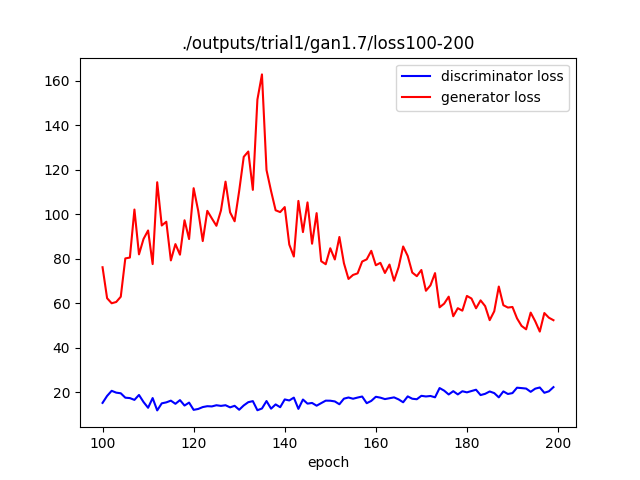 ./outputs/trial1/gan1.7/loss100-200
discriminator loss
generator loss
160
140
120
100
80
60
40
20
100 120 140 160 180 200
epoch